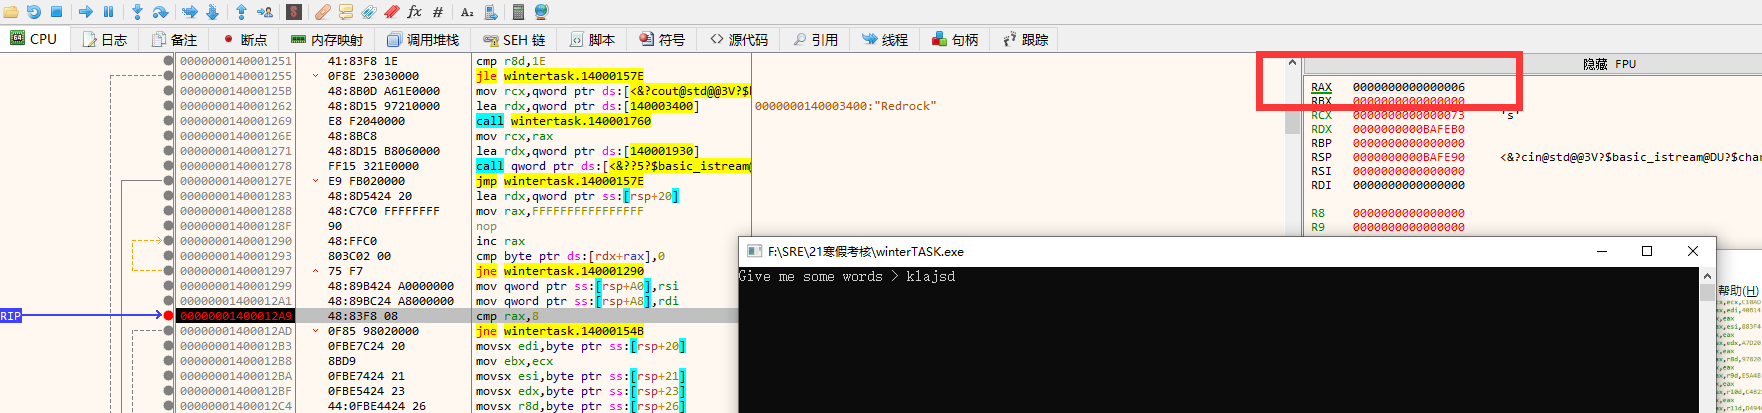 fx # A₂
CPU 日志 备注 断点 内存映射 调用堆栈 SEH 链 脚本 符号 源代码 引用 线程 句柄 跟踪
0000000140001251 41:83F8 1E cmp r8d,1E
0000000140001255 0F8E 23030000 jle wintertask.14000157E
000000014000125B 48:8B0D A61E0000 mov rcx,qword ptr ds:[<&?cout@std@@3V?$
0000000140001262 48:8D15 97210000 lea rdx,qword ptr ds:[140003400] 0000000140003400:"Redrock"
0000000140001269 E8 F2040000 call wintertask.140001760
000000014000126E 48:8BC8 mov rcx,rax
0000000140001271 48:8D15 B8060000 lea rdx,qword ptr ds:[140001930]
0000000140001278 FF15 321E0000 call qword ptr ds:[<&??5?$basic_istream@
000000014000127E E9 FB020000 jmp wintertask.14000157E
0000000140001283 48:8D5424 20 lea rdx,qword ptr ss:[rsp+20]
0000000140001288 48:C7C0 FFFFFFFF mov rax,FFFFFFFFFFFFFFFF
000000014000128F 90 nop
0000000140001290 48:FFC0 inc rax
0000000140001293 803C02 00 cmp byte ptr ds:[rdx+rax],0
0000000140001297 75 F7 jne wintertask.140001290
0000000140001299 48:89B424 A0000000 mov qword ptr ss:[rsp+A0],rsi
00000001400012A1 48:89BC24 A8000000 mov qword ptr ss:[rsp+A8],rdi
RIP 00000001400012A9 48:83F8 08 cmp rax,8
00000001400012AD 0F85 98020000 jne wintertask.14000154B
00000001400012B3 0FBE7C24 20 movsx edi,byte ptr ss:[rsp+20]
00000001400012B8 8BD9 mov ebx,ecx
00000001400012BA 0FBE7424 21 movsx esi,byte ptr ss:[rsp+21]
00000001400012BF 0FBE5424 23 movsx edx,byte ptr ss:[rsp+23]
00000001400012C4 44:0FBE4424 26 movsx r8d,byte ptr ss:[rsp+26]
隐藏 FPU
RAX 0000000000000006
RBX 0000000000000000
RCX 0000000000000073 's'
RDX 0000000000BAFEB0
RBP 0000000000000000
RSP 0000000000BAFE90 <&?cin@std@@3V?$basic_istream@DU?$char
RSI 0000000000000000
RDI 0000000000000000
R8 0000000000000000
R9 0000000000000000
F:\SRE\21寒假考核\winterTASK.exe
Give me some words > klajsd
帮助(H)